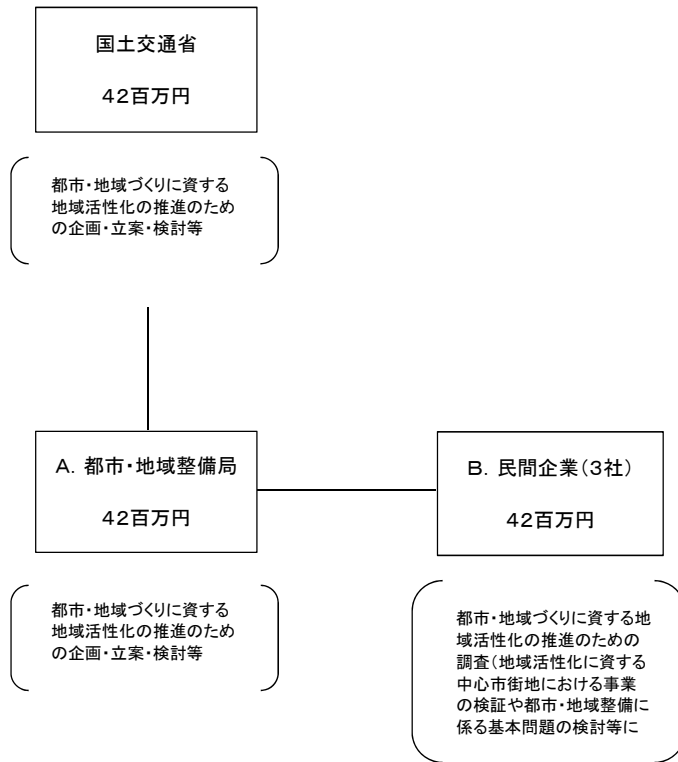 国土交通省
42百万円
都市・地域づくりに資する
地域活性化の推進のため
の企画・立案・検討等
A. 都市・地域整備局
42百万円
都市・地域づくりに資する
地域活性化の推進のため
の企画・立案・検討等
B. 民間企業(3社)
42百万円
都市・地域づくりに資する地
域活性化の推進のための
調査(地域活性化に資する
中心市街地における事業
の検証や都市・地域整備に
係る基本問題の検討等に